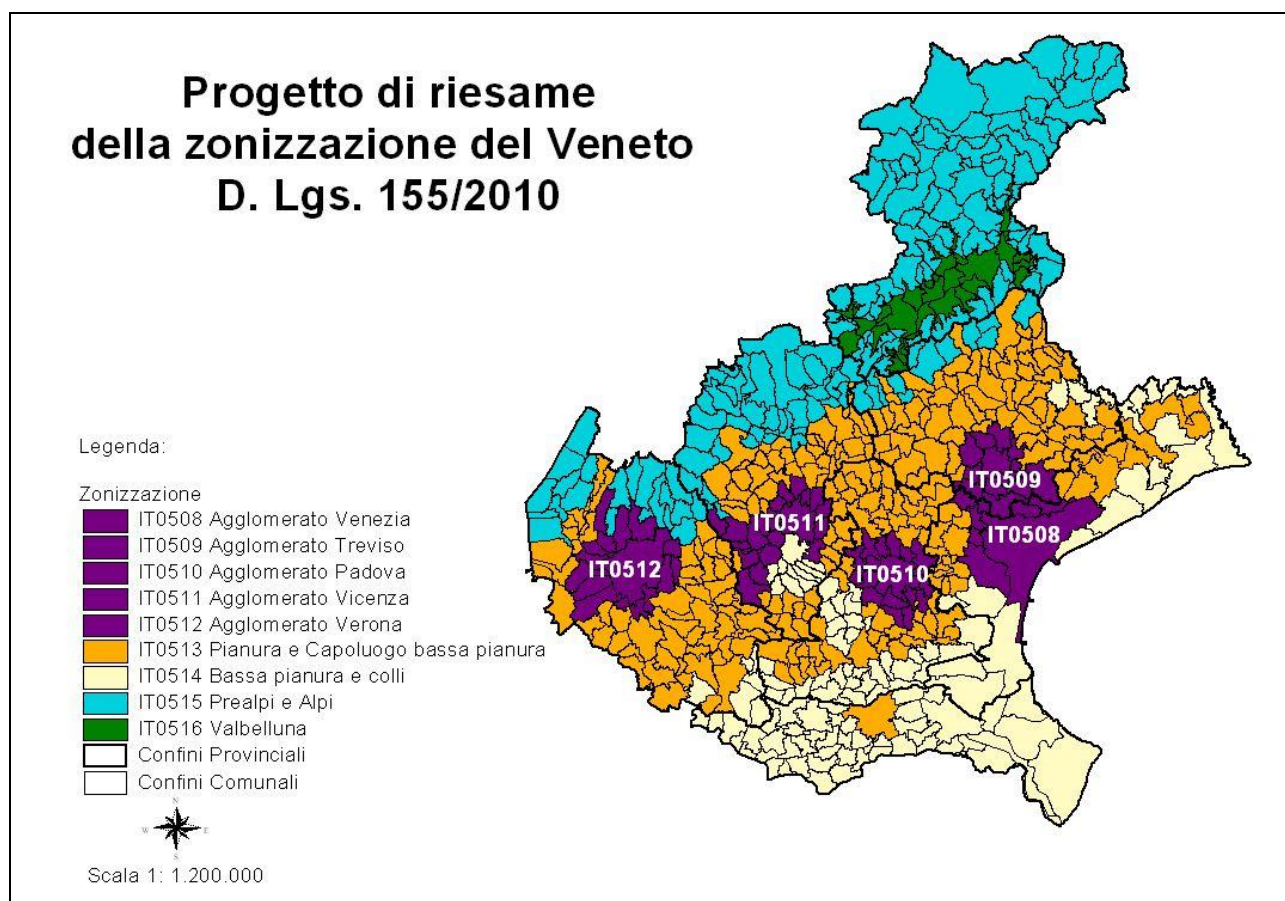 Progetto di riesame
della zonizzazione del Veneto
D. Lgs. 155/2010
Legenda:
Zonizzazione
IT0508 Agglomerato Venezia
IT0509 Agglomerato Treviso
IT0510 Agglomerato Padova
IT0511 Agglomerato Vicenza
IT0512 Agglomerato Verona
IT0513 Pianura e Capoluogo bassa pianura
IT0514 Bassa pianura e colli
IT0515 Prealpi e Alpi
IT0516 Valbelluna
Confini Provinciali
Confini Comunali
N
W E
S
Scala 1: 1.200.000
IT0509
IT0511
IT0508
IT0512
IT0510